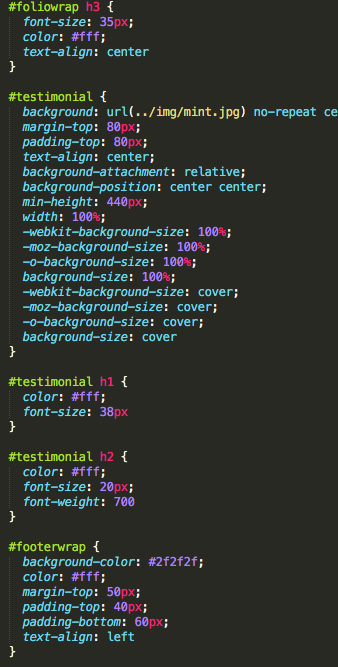 #foliowrap h3 {
font-size: 35px;
color: #fff;
text-align: center
}
#testimonial {
background: url(../img/mint.jpg) no-repeat ce
margin-top: 80px;
padding-top: 80px;
text-align: center;
background-attachment: relative;
background-position: center center;
min-height: 440px;
width: 100%;
-webkit-background-size: 100%;
-moz-background-size: 100%;
-o-background-size: 100%;
background-size: 100%;
-webkit-background-size: cover;
-moz-background-size: cover;
-o-background-size: cover;
background-size: cover
}
#testimonial h1 {
color: #fff;
font-size: 38px
}
#testimonial h2 {
color: #fff;
font-size: 20px;
font-weight: 700
}
#footerwrap {
background-color: #2f2f2f;
color: #fff;
margin-top: 50px;
padding-top: 40px;
padding-bottom: 60px;
text-align: left
}